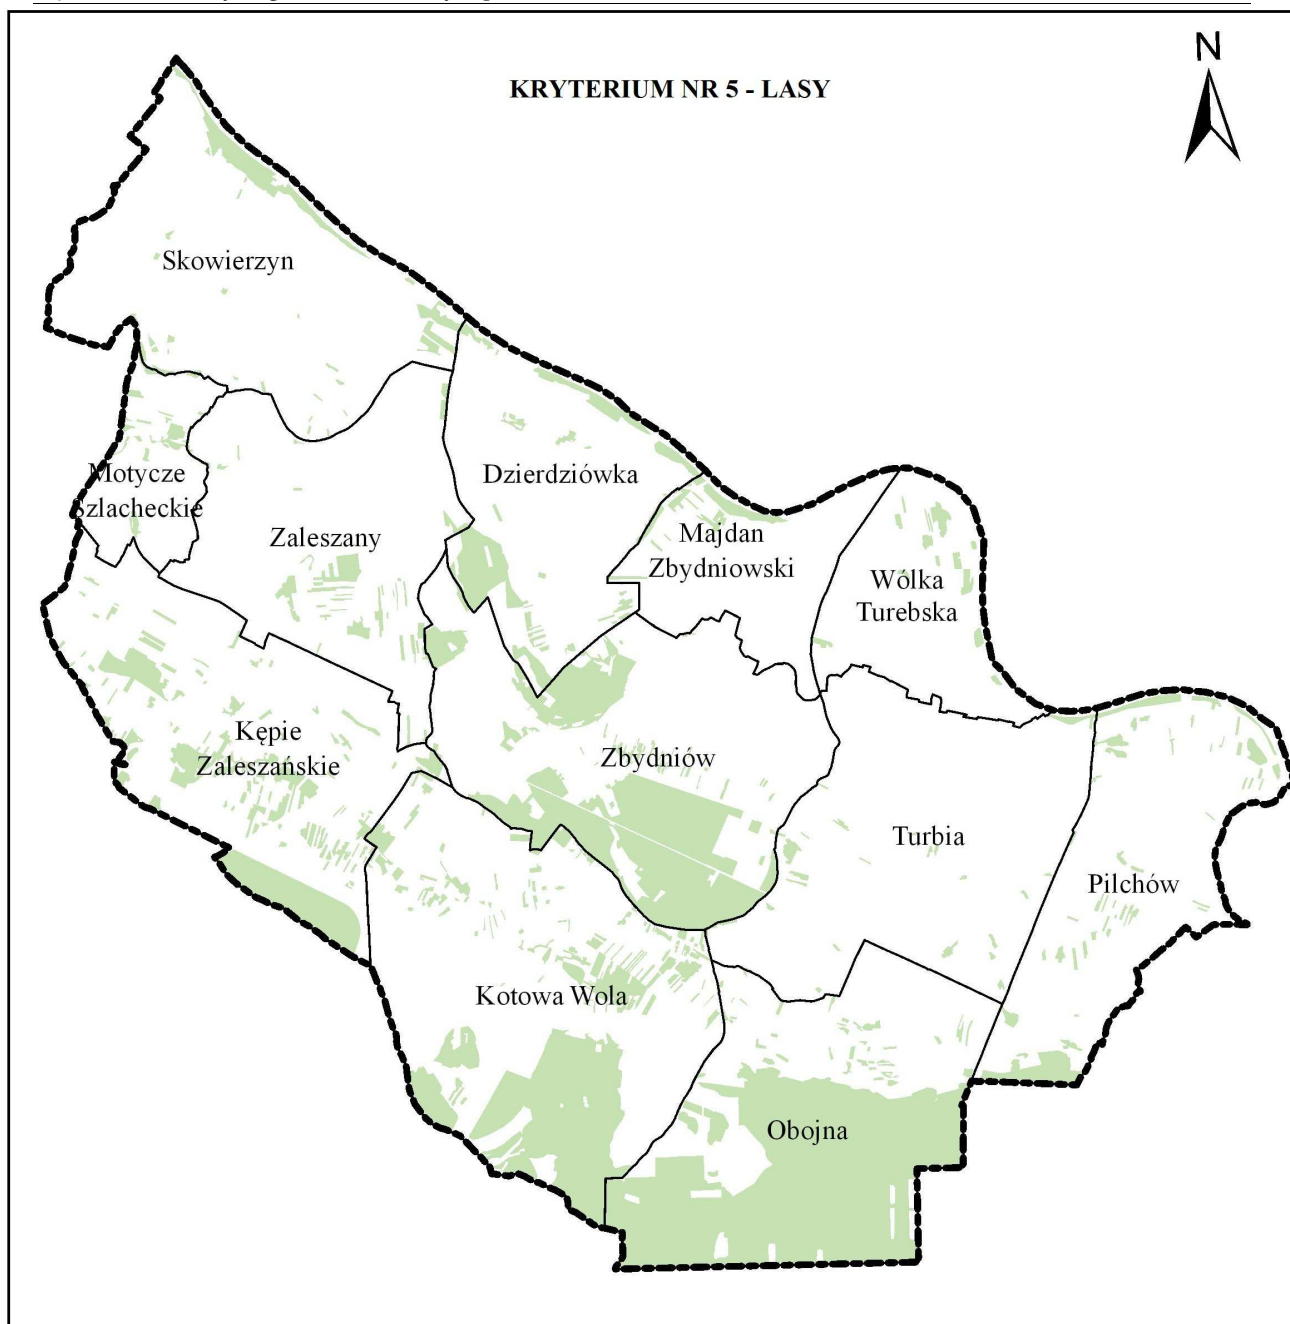 N
KRYTERIUM NR 5 - LASY
Skowierzyn
Motycze
Szlacheckie
Dzierdziówka
Zaleszany
Majdan
Zbydniowski
Wólka
Turebska
Kępie
Zaleszańskie
Zbydniów
Turbia
Pilchów
Kotowa Wola
Obojna